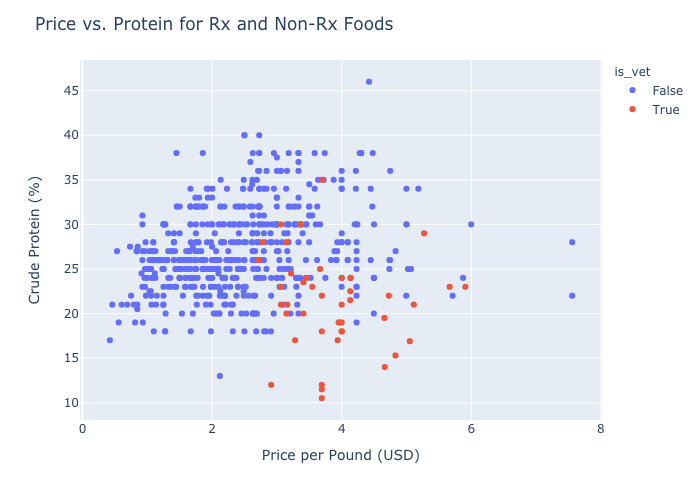 Price vs. Protein for Rx and Non-Rx Foods
is_vet
False
True
45
40
35
30
25
20
15
10
0 2 4 6 8
Crude Protein (%)
Price per Pound (USD)